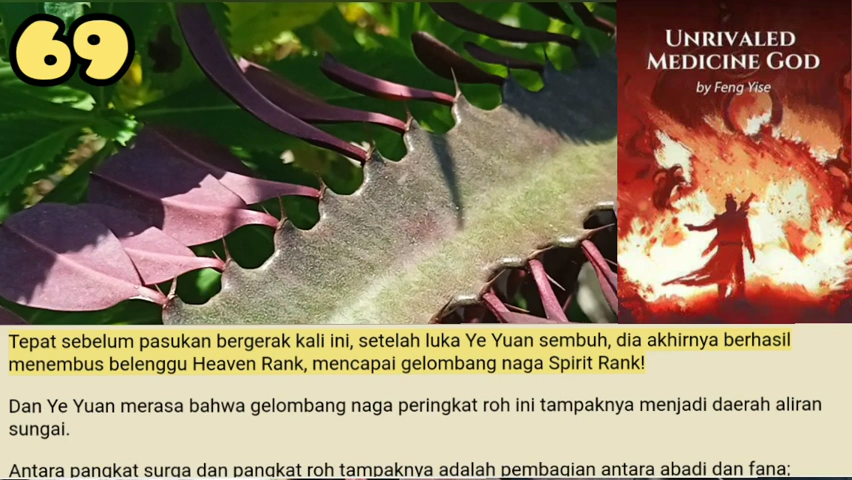 69
UNRIVALED
MEDICINE GOD
by Feng Yise
Tepat sebelum pasukan bergerak kali ini, setelah luka Ye Yuan sembuh, dia akhirnya berhasil
menembus belenggu Heaven Rank, mencapai gelombang naga Spirit Rank!
Dan Ye Yuan merasa bahwa gelombang naga peringkat roh ini tampaknya menjadi daerah aliran
sungai.
Antara pangkat surga dan pangkat roh tampaknya adalah pembagian antara abadi dan fana;